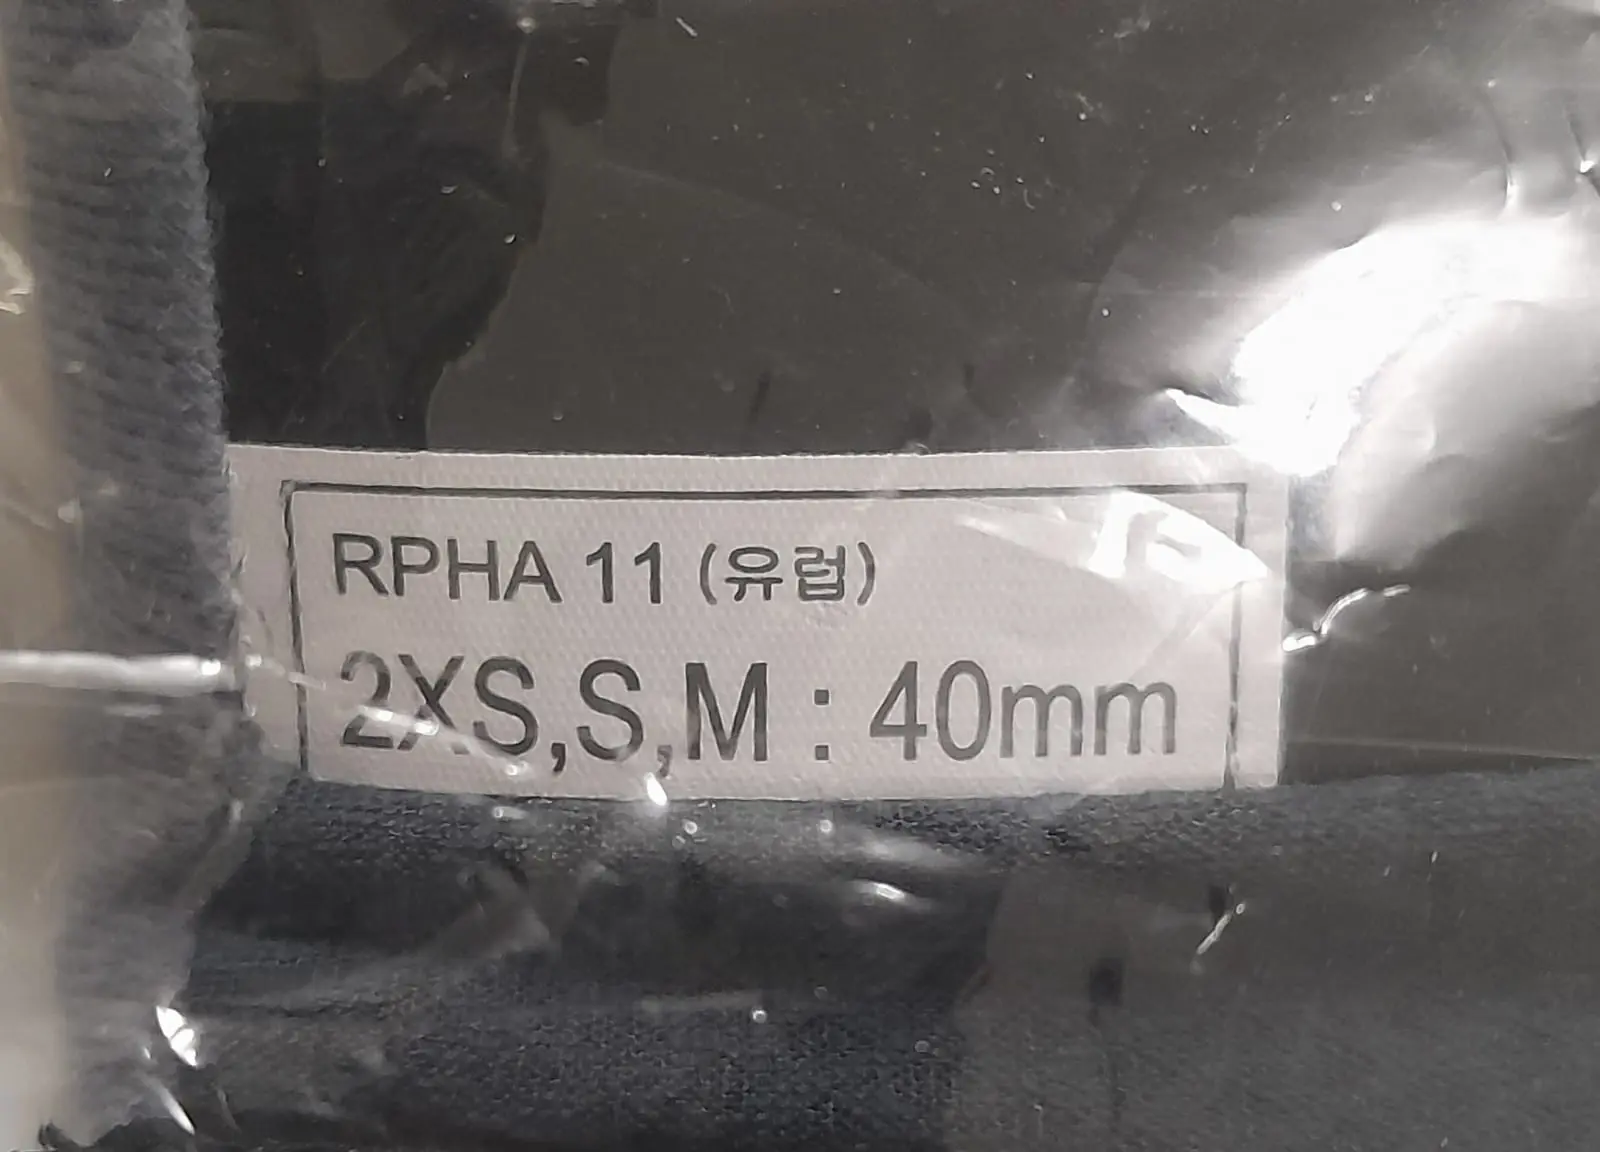 RPHA 11 (유럽)
2XS,S,M : 40mm